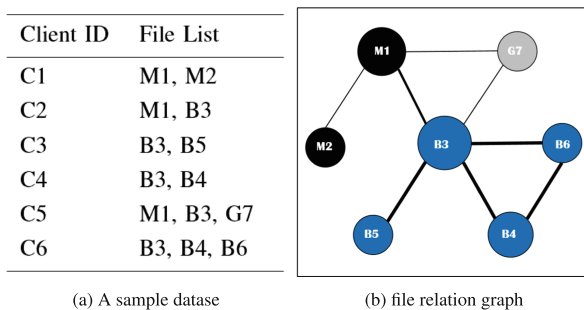 Client ID File List
C1 M1, M2
C2 M1, B3
C3 B3, B5
C4 B3, B4
C5 M1, B3, G7
C6 B3, B4, B6
(a) A sample datase
M1 G7
M2 B3 B6
B5 B4
(b) file relation graph